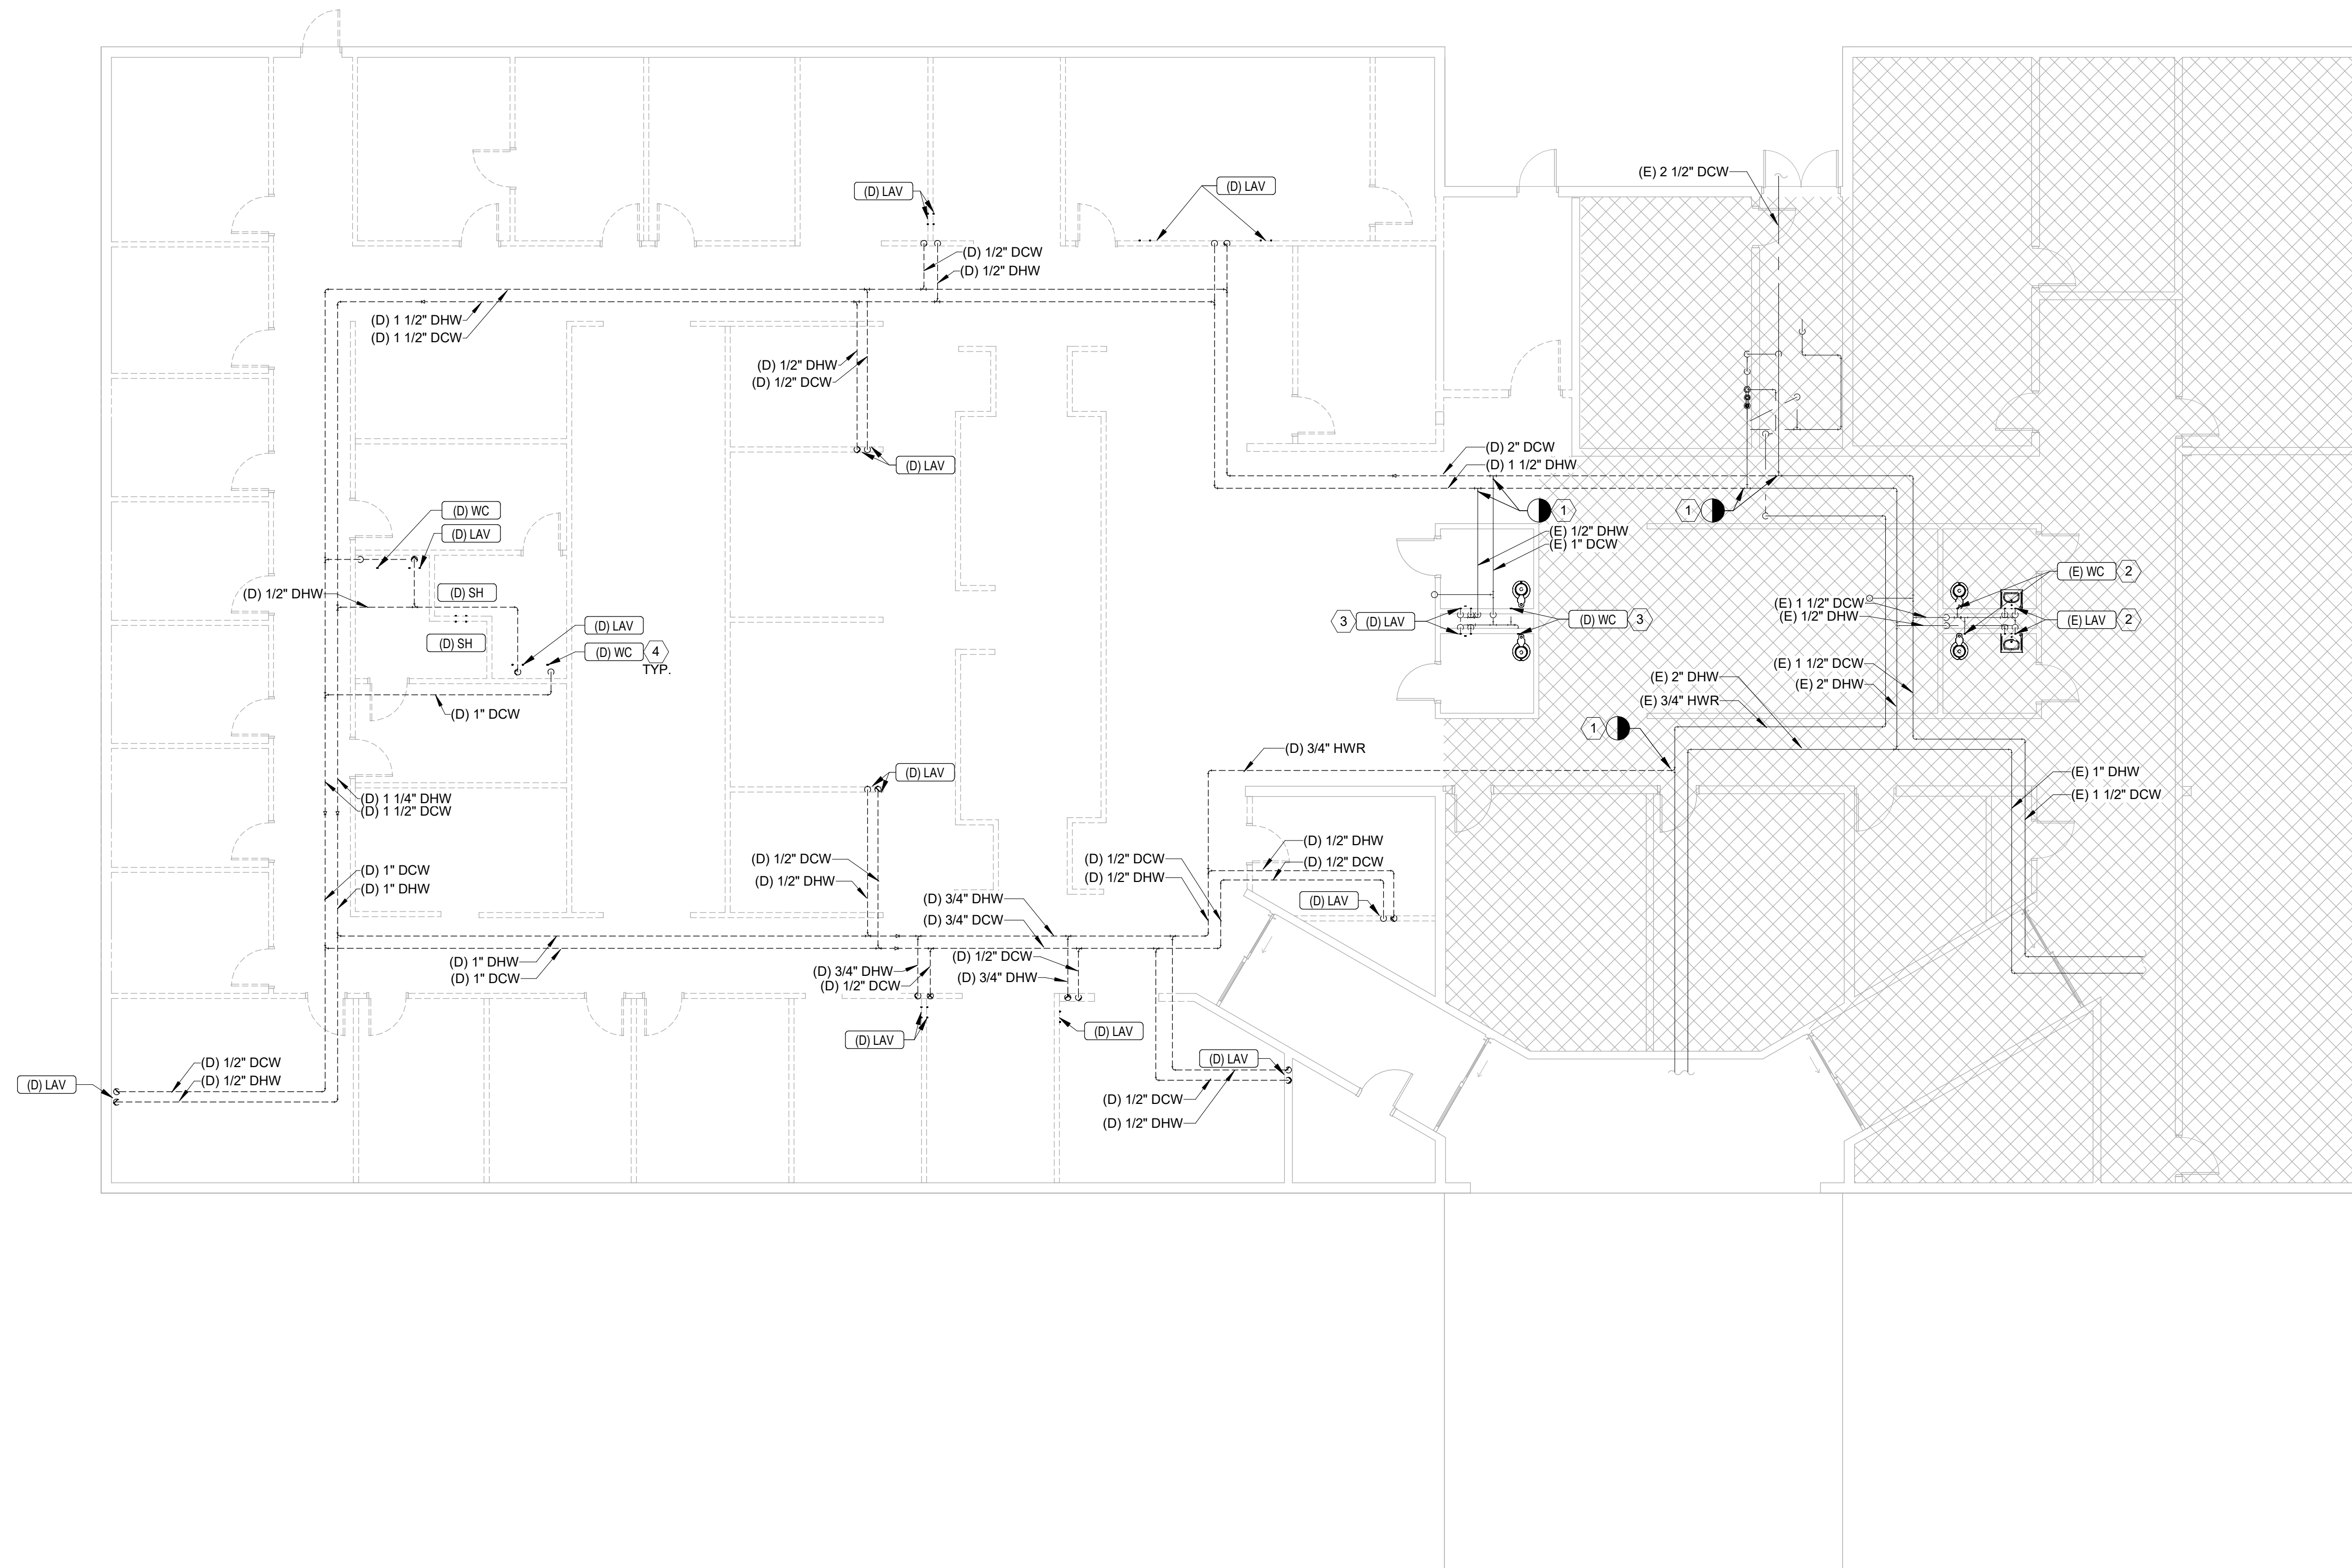 (E) 2 1/2" DCW
(D) LAV
(D) LAV
(D) 1/2" DCW
(D) 1/2" DHW
(D) 1 1/2" DHW
(D) 1 1/2" DCW
(D) 1/2" DHW
(D) 1/2" DCW
(D) LAV
(D) 2" DCW
(D) 1 1/2" DHW
1
1
(D) WC
(D) LAV
(E) 1/2" DHW
(E) 1" DCW
(E) WC
2
(D) 1/2" DHW
(D) SH
(E) 1 1/2" DCW
(E) 1/2" DHW
3
(D) LAV
(D) WC
3
(E) LAV
2
(D) LAV
(D) SH
(D) WC
4
TYP.
(E) 1 1/2" DCW
(E) 2" DHW
(E) 2" DHW
(E) 3/4" HWR
(D) 1" DCW
1
(D) 3/4" HWR
(D) LAV
(E) 1" DHW
(E) 1 1/2" DCW
(D) 1 1/4" DHW
(D) 1 1/2" DCW
(D) 1/2" DHW
(D) 1/2" DCW
(D) 1/2" DCW
(D) 1/2" DHW
(D) 1/2" DCW
(D) 1/2" DHW
(D) 1" DCW
(D) 1" DHW
(D) LAV
(D) 3/4" DHW
(D) 3/4" DCW
(D) 1" DHW
(D) 1" DCW
(D) 1/2" DCW
(D) 3/4" DHW
(D) 3/4" DHW
(D) 1/2" DCW
(D) LAV
(D) LAV
(D) LAV
(D) 1/2" DCW
(D) 1/2" DHW
(D) LAV
(D) 1/2" DCW
(D) 1/2" DHW